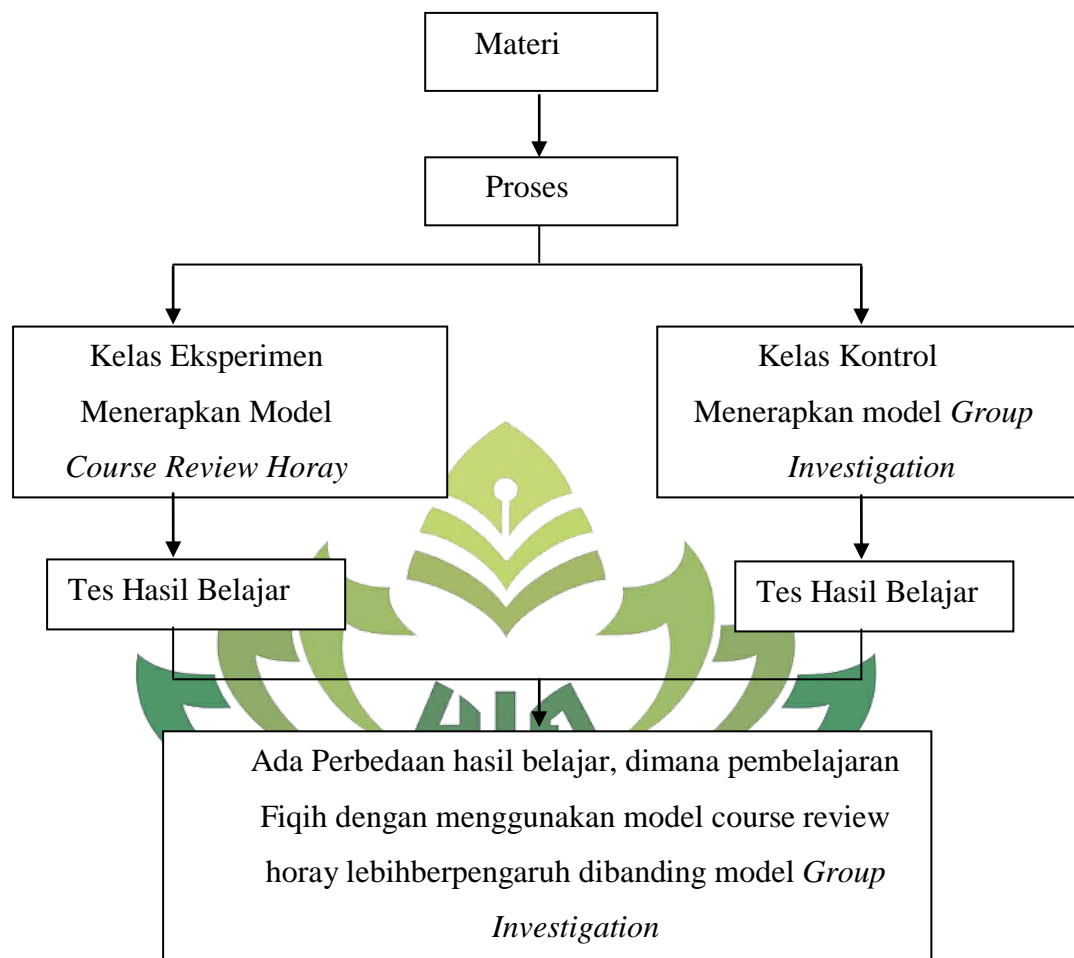 Materi
Proses
Kelas Eksperimen
Menerapkan Model
Course Review Horay
Kelas Kontrol
Menerapkan model Group
Investigation
Tes Hasil Belajar
Tes Hasil Belajar
Ada Perbedaan hasil belajar, dimana pembelajaran
Fiqih dengan menggunakan model course review
horay lebihberpengaruh dibanding model Group
Investigation